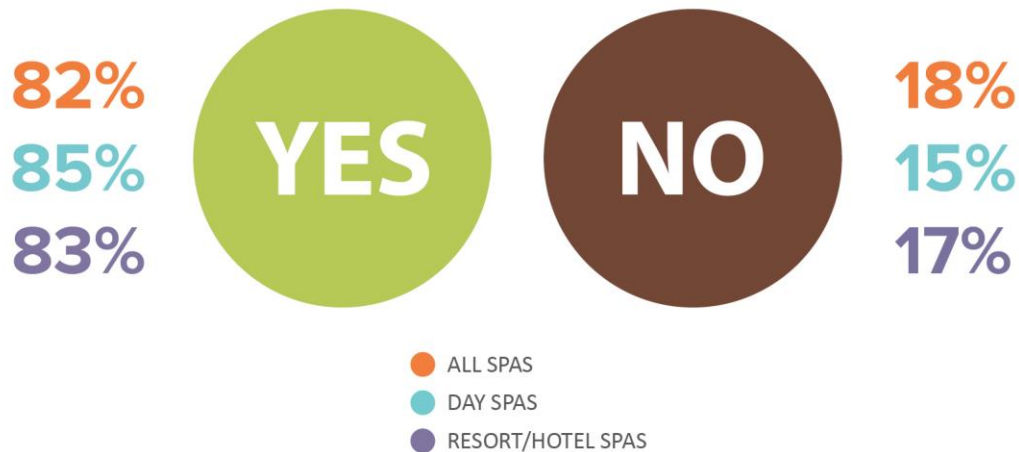 82%
85%
83%
YES
NO
18%
15%
17%
ALL SPAS
DAY SPAS
RESORT/HOTEL SPAS